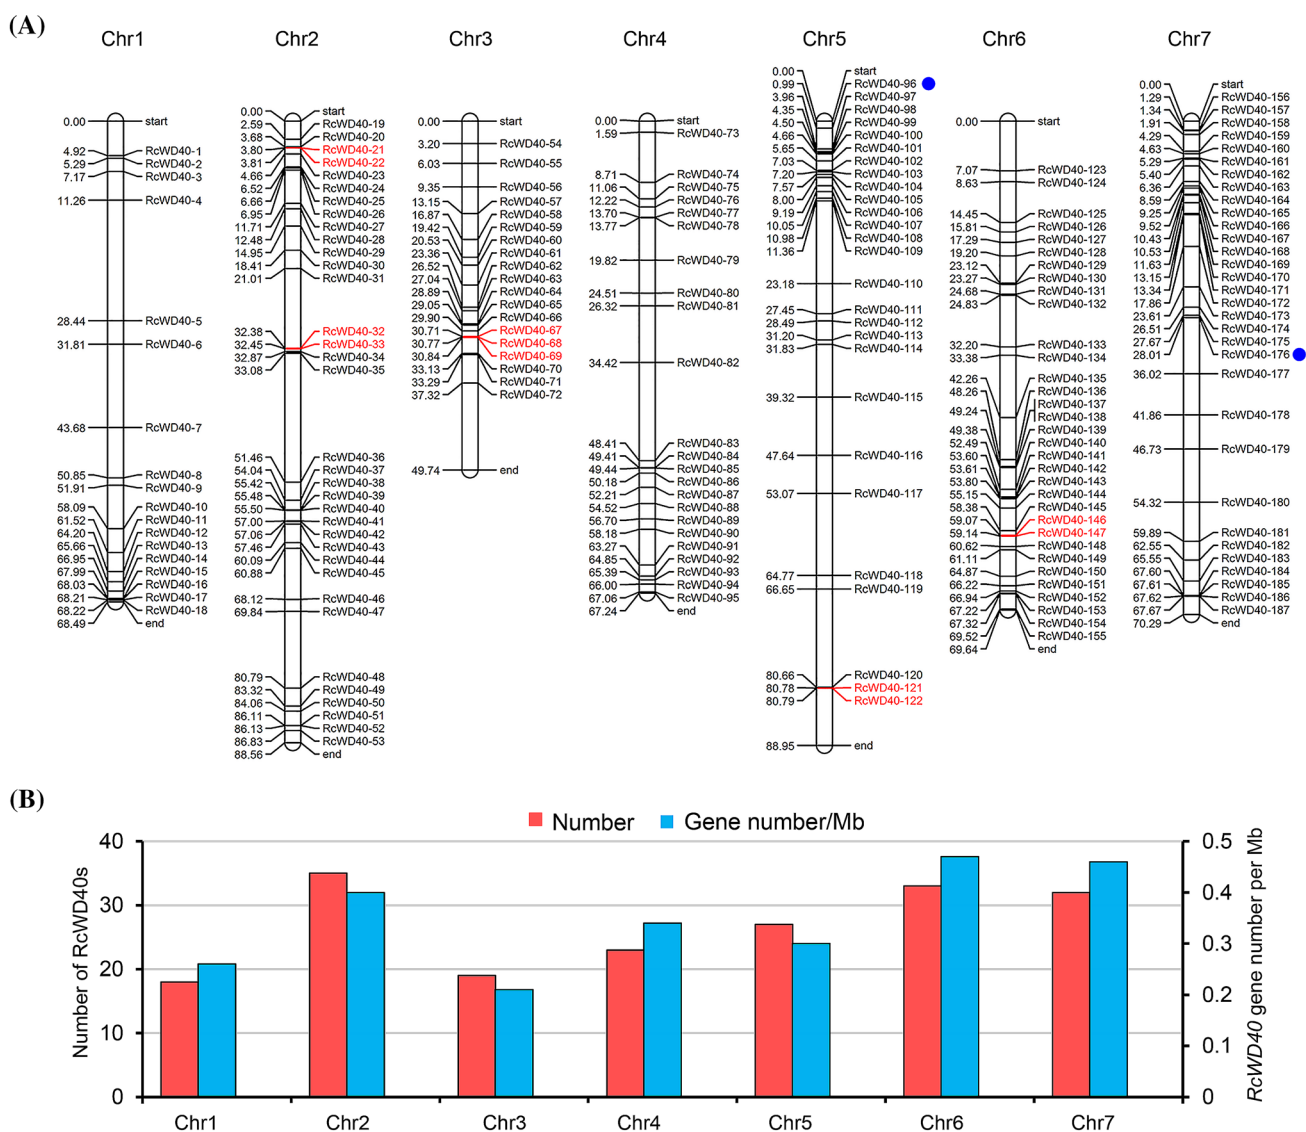 (A)
Chr1
0.00 start
4.92 RcWD40-1
5.29 RcWD40-2
7.17 RcWD40-3
11.26 RcWD40-4
28.44 RcWD40-5
31.81 RcWD40-6
43.68 RcWD40-7
50.85 RcWD40-8
51.91 RcWD40-9
58.09 RcWD40-10
61.52 RcWD40-11
64.20 RcWD40-12
65.66 RcWD40-13
66.95 RcWD40-14
67.99 RcWD40-15
68.03 RcWD40-16
68.21 RcWD40-17
68.22 RcWD40-18
68.49 end
Chr2
0.00 start
2.59 RcWD40-19
3.68 RcWD40-20
3.80 RcWD40-21
3.81 RcWD40-22
4.66 RcWD40-23
6.52 RcWD40-24
6.66 RcWD40-25
6.95 RcWD40-26
11.71 RcWD40-27
12.48 RcWD40-28
14.95 RcWD40-29
18.41 RcWD40-30
21.01 RcWD40-31
32.38 RcWD40-32
32.45 RcWD40-33
32.87 RcWD40-34
33.08 RcWD40-35
51.46 RcWD40-36
54.04 RcWD40-37
55.42 RcWD40-38
55.48 RcWD40-39
55.50 RcWD40-40
57.00 RcWD40-41
57.06 RcWD40-42
57.46 RcWD40-43
60.09 RcWD40-44
60.88 RcWD40-45
68.12 RcWD40-46
69.84 RcWD40-47
80.79 RcWD40-48
83.32 RcWD40-49
84.06 RcWD40-50
86.11 RcWD40-51
86.13 RcWD40-52
86.83 RcWD40-53
88.56 end
Chr3
0.00 start
3.20 RcWD40-54
6.03 RcWD40-55
9.35 RcWD40-56
13.15 RcWD40-57
16.87 RcWD40-58
19.42 RcWD40-59
20.53 RcWD40-60
23.36 RcWD40-61
26.52 RcWD40-62
27.04 RcWD40-63
28.89 RcWD40-64
29.05 RcWD40-65
29.90 RcWD40-66
30.71 RcWD40-67
30.77 RcWD40-68
30.84 RcWD40-69
33.13 RcWD40-70
33.29 RcWD40-71
37.32 RcWD40-72
49.74 end
Chr4
0.00 start
1.59 RcWD40-73
8.71 RcWD40-74
11.06 RcWD40-75
12.22 RcWD40-76
13.70 RcWD40-77
13.77 RcWD40-78
19.82 RcWD40-79
24.51 RcWD40-80
26.32 RcWD40-81
34.42 RcWD40-82
48.41 RcWD40-83
49.41 RcWD40-84
49.44 RcWD40-85
50.18 RcWD40-86
52.21 RcWD40-87
54.52 RcWD40-88
56.70 RcWD40-89
58.18 RcWD40-90
63.27 RcWD40-91
64.85 RcWD40-92
65.39 RcWD40-93
66.00 RcWD40-94
67.06 RcWD40-95
67.24 end
Chr5
0.00 start
0.99 RcWD40-96
3.96 RcWD40-97
4.35 RcWD40-98
4.50 RcWD40-99
4.66 RcWD40-100
5.65 RcWD40-101
7.03 RcWD40-102
7.20 RcWD40-103
7.57 RcWD40-104
8.00 RcWD40-105
9.19 RcWD40-106
10.05 RcWD40-107
10.98 RcWD40-108
11.36 RcWD40-109
23.18 RcWD40-110
27.45 RcWD40-111
28.49 RcWD40-112
31.20 RcWD40-113
31.83 RcWD40-114
39.32 RcWD40-115
47.64 RcWD40-116
53.07 RcWD40-117
64.77 RcWD40-118
66.65 RcWD40-119
80.66 RcWD40-120
80.78 RcWD40-121
80.79 RcWD40-122
88.95 end
Chr6
0.00 start
7.07 RcWD40-123
8.63 RcWD40-124
14.45 RcWD40-125
15.81 RcWD40-126
17.29 RcWD40-127
19.20 RcWD40-128
23.12 RcWD40-129
23.27 RcWD40-130
24.68 RcWD40-131
24.83 RcWD40-132
32.20 RcWD40-133
33.38 RcWD40-134
42.26 RcWD40-135
48.26 RcWD40-136
49.24 RcWD40-137
RcWD40-138
49.38 RcWD40-139
52.49 RcWD40-140
53.60 RcWD40-141
53.61 RcWD40-142
53.80 RcWD40-143
55.15 RcWD40-144
58.38 RcWD40-145
59.07 RcWD40-146
59.14 RcWD40-147
60.62 RcWD40-148
61.11 RcWD40-149
64.87 RcWD40-150
66.22 RcWD40-151
66.94 RcWD40-152
67.22 RcWD40-153
67.32 RcWD40-154
69.52 RcWD40-155
69.64 end
Chr7
0.00 start
1.29 RcWD40-156
1.34 RcWD40-157
1.91 RcWD40-158
4.29 RcWD40-159
4.63 RcWD40-160
5.29 RcWD40-161
5.40 RcWD40-162
6.36 RcWD40-163
8.59 RcWD40-164
9.25 RcWD40-165
9.52 RcWD40-166
10.43 RcWD40-167
10.53 RcWD40-168
11.63 RcWD40-169
13.15 RcWD40-170
13.34 RcWD40-171
17.86 RcWD40-172
23.61 RcWD40-173
26.51 RcWD40-174
27.67 RcWD40-175
28.01 RcWD40-176
36.02 RcWD40-177
41.86 RcWD40-178
46.73 RcWD40-179
54.32 RcWD40-180
59.89 RcWD40-181
62.55 RcWD40-182
65.55 RcWD40-183
67.60 RcWD40-184
67.61 RcWD40-185
67.62 RcWD40-186
67.67 RcWD40-187
70.29 end
(B)
Number Gene number/Mb
Number of RcWD40s
40
30
20
10
0
0.5
0.4
0.3
0.2
0.1
0
RcWD40 gene number per Mb
Chr1 Chr2 Chr3 Chr4 Chr5 Chr6 Chr7